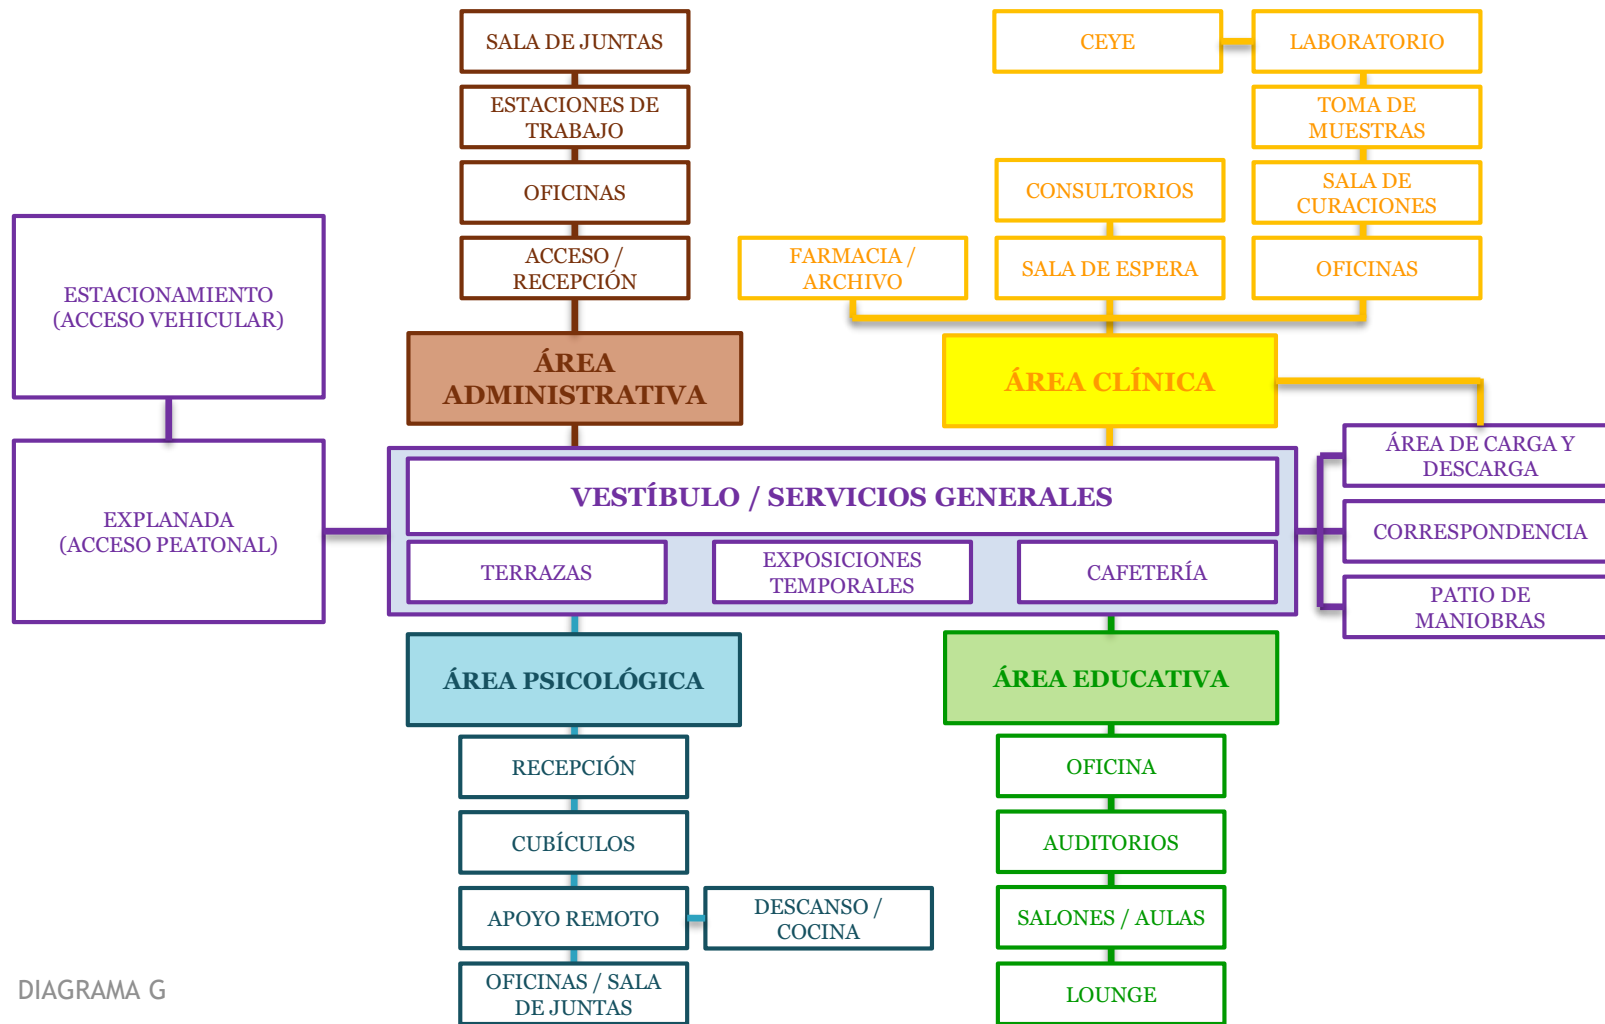 SALA DE JUNTAS
ESTACIONES DE
TRABAJO
OFICINAS
ACCESO /
RECEPCIÓN
ÁREA
ADMINISTRATIVA
CEYE
LABORATORIO
TOMA DE
MUESTRAS
CONSULTORIOS
SALA DE
CURACIONES
FARMACIA /
ARCHIVO
SALA DE ESPERA
OFICINAS
ÁREA CLÍNICA
ESTACIONAMIENTO
(ACCESO VEHICULAR)
EXPLANADA
(ACCESO PEATONAL)
VESTÍBULO / SERVICIOS GENERALES
TERRAZAS
EXPOSICIONES
TEMPORALES
CAFETERÍA
ÁREA DE CARGA Y
DESCARGA
CORRESPONDENCIA
PATIO DE
MANIOBRAS
ÁREA PSICOLÓGICA
RECEPCIÓN
CUBÍCULOS
APOYO REMOTO
DESCANSO /
COCINA
OFICINAS / SALA
DE JUNTAS
ÁREA EDUCATIVA
OFICINA
AUDITORIOS
SALONES / AULAS
LOUNGE
DIAGRAMA G